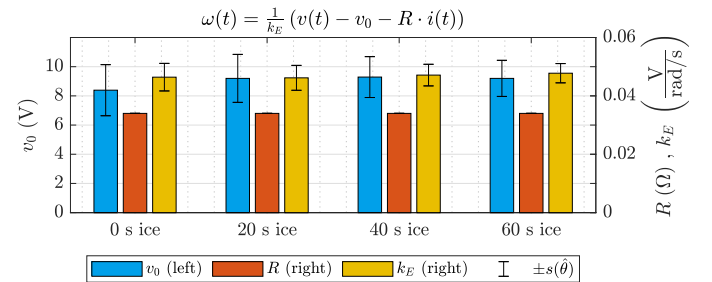 ω(t) = 1/k_E (v(t) − v_0 − R · i(t))
10
8
6
4
2
0
v_0 (V)
0.06
0.04
0.02
0
R (Ω) , k_E (V/rad/s)
0 s ice 20 s ice 40 s ice 60 s ice
v_0 (left) R (right) k_E (right) ±s(θ̂)